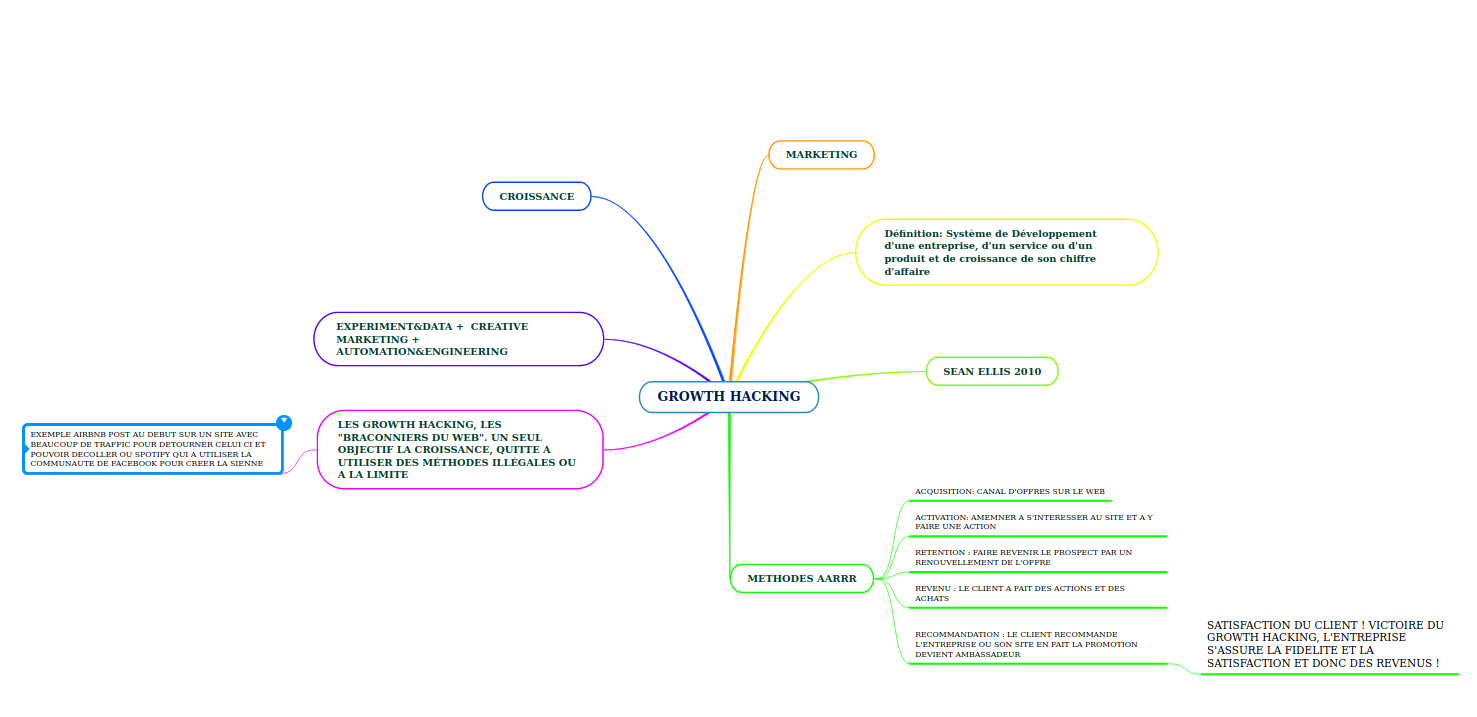 MARKETING
CROISSANCE
Définition: Système de Développement
d'une entreprise, d'un service ou d'un
produit et de croissance de son chiffre
d'affaire
EXPERIMENT&DATA + CREATIVE
MARKETING +
AUTOMATION&ENGINEERING
SEAN ELLIS 2010
GROWTH HACKING
LES GROWTH HACKING, LES
"BRACONNIERS DU WEB". UN SEUL
OBJECTIF LA CROISSANCE, QUITTE A
UTILISER DES MÉTHODES ILLÉGALES OU
A LA LIMITE
EXEMPLE AIRBNB POST AU DEBUT SUR UN SITE AVEC
BEAUCOUP DE TRAFFIC POUR DETOURNER CELUI CI ET
POUVOIR DECOLLER OU SPOTIFY QUI A UTILISER LA
COMMUNAUTE DE FACEBOOK POUR CREER LA SIENNE
METHODES AARRR
ACQUISITION: CANAL D'OFFRES SUR LE WEB
ACTIVATION: AMEMNER A S'INTERESSER AU SITE ET A Y
FAIRE UNE ACTION
RETENTION : FAIRE REVENIR LE PROSPECT PAR UN
RENOUVELLEMENT DE L'OFFRE
REVENU : LE CLIENT A FAIT DES ACTIONS ET DES
ACHATS
RECOMMANDATION : LE CLIENT RECOMMANDE
L'ENTREPRISE OU SON SITE EN FAIT LA PROMOTION
DEVIENT AMBASSADEUR
SATISFACTION DU CLIENT ! VICTOIRE DU
GROWTH HACKING, L'ENTREPRISE
S'ASSURE LA FIDELITE ET LA
SATISFACTION ET DONC DES REVENUS !